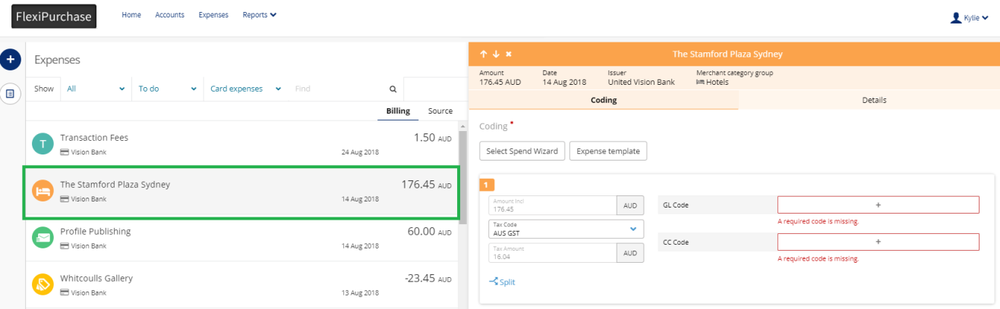 FlexiPurchase Home Accounts Expenses Reports Kylie
Expenses
Show All To do Card expenses Find
Billing Source
T Transaction Fees 1.50 AUD
Vision Bank 24 Aug 2018
The Stamford Plaza Sydney 176.45 AUD
Vision Bank 14 Aug 2018
Profile Publishing 60.00 AUD
Vision Bank 14 Aug 2018
Whitcoulls Gallery -23.45 AUD
Vision Bank 13 Aug 2018
The Stamford Plaza Sydney
Amount Date Issuer Merchant category group
176.45 AUD 14 Aug 2018 United Vision Bank Hotels
Coding Details
Coding *
Select Spend Wizard Expense template
1
Amount Incl
176.45 AUD
Tax Code
AUS GST
Tax Amount
16.04 AUD
Split
GL Code +
A required code is missing.
CC Code +
A required code is missing.